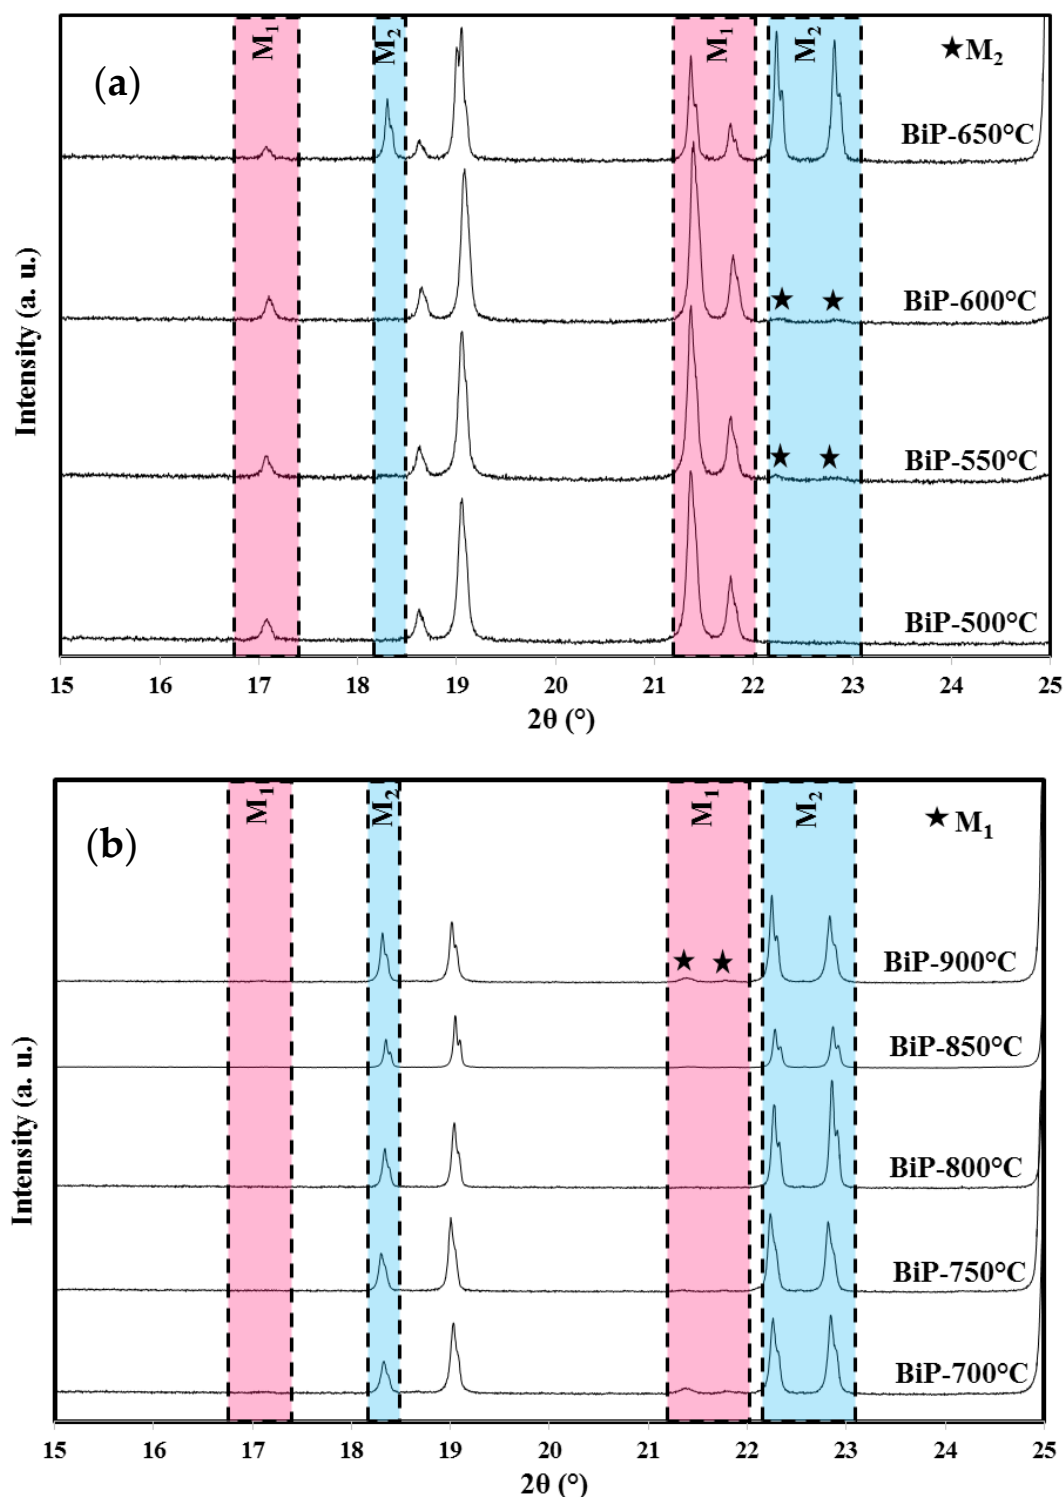 M₁
M₂
M₁
M₂
★M₂
(a)
BiP-650°C
BiP-600°C
BiP-550°C
BiP-500°C
Intensity (a. u.)
15 16 17 18 19 20 21 22 23 24 25
2θ (°)
M₁
M₂
M₁
M₂
★ M₁
(b)
BiP-900°C
BiP-850°C
BiP-800°C
BiP-750°C
BiP-700°C
Intensity (a. u.)
15 16 17 18 19 20 21 22 23 24 25
2θ (°)